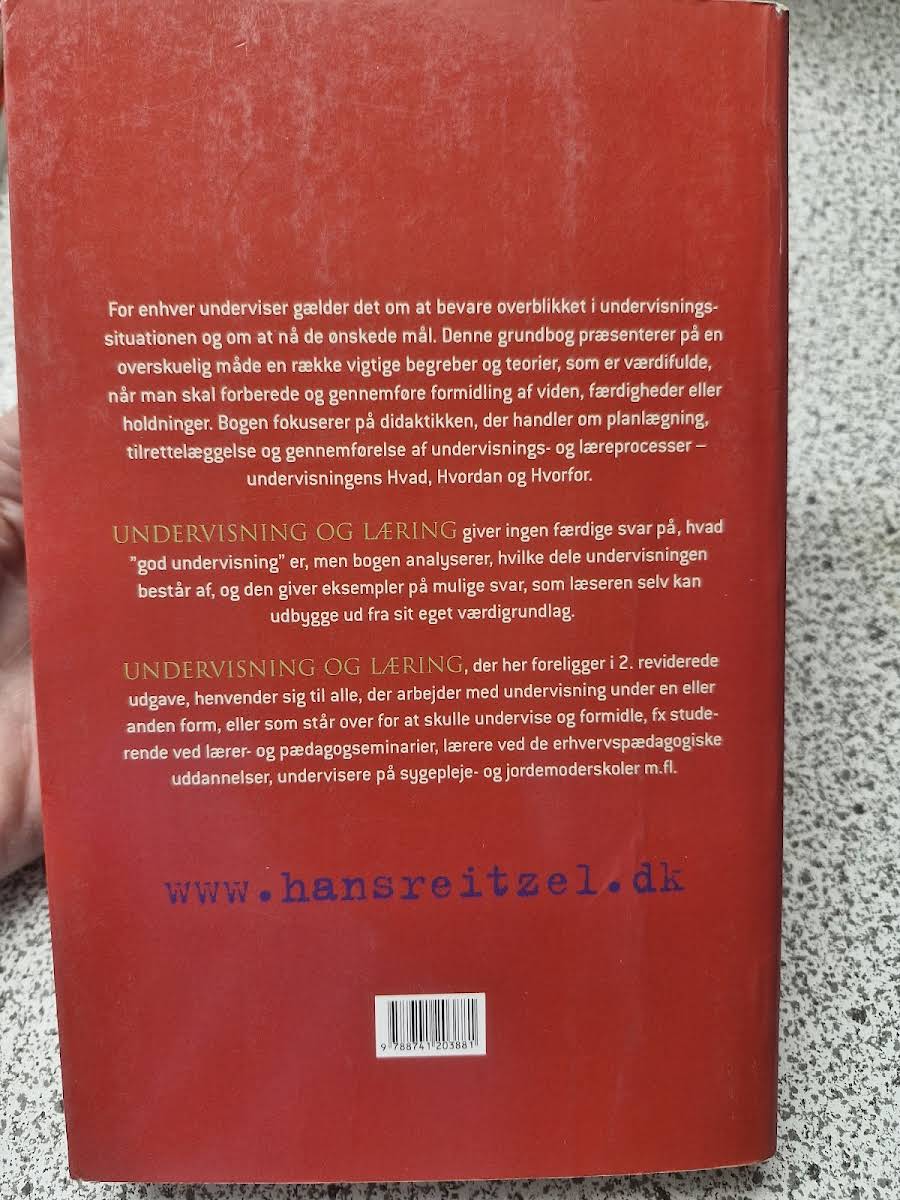 For enhver underviser gælder det om at bevare overblikket i undervisnings-
situationen og om at nå de ønskede mål. Denne grundbog præsenterer på en
overskuelig måde en række vigtige begreber og teorier, som er værdifulde,
når man skal forberede og gennemføre formidling af viden, færdigheder eller
holdninger. Bogen fokuserer på didaktikken, der handler om planlægning,
tilrettelæggelse og gennemførelse af undervisnings- og læreprocesser –
undervisningens Hvad, Hvordan og Hvorfor.
UNDERVISNING OG LÆRING giver ingen færdige svar på, hvad
”god undervisning” er, men bogen analyserer, hvilke dele undervisningen
består af, og den giver eksempler på mulige svar, som læseren selv kan
udbygge ud fra sit eget værdigrundlag.
UNDERVISNING OG LÆRING, der her foreligger i 2. reviderede
udgave, henvender sig til alle, der arbejder med undervisning under en eller
anden form, eller som står over for at skulle undervise og formidle, fx stude-
rende ved lærer- og pædagogseminarier, lærere ved de erhvervspædagogiske
uddannelser, undervisere på sygepleje- og jordemoderskoler m.fl.
www.hansreitzel.dk
9 788741 203881